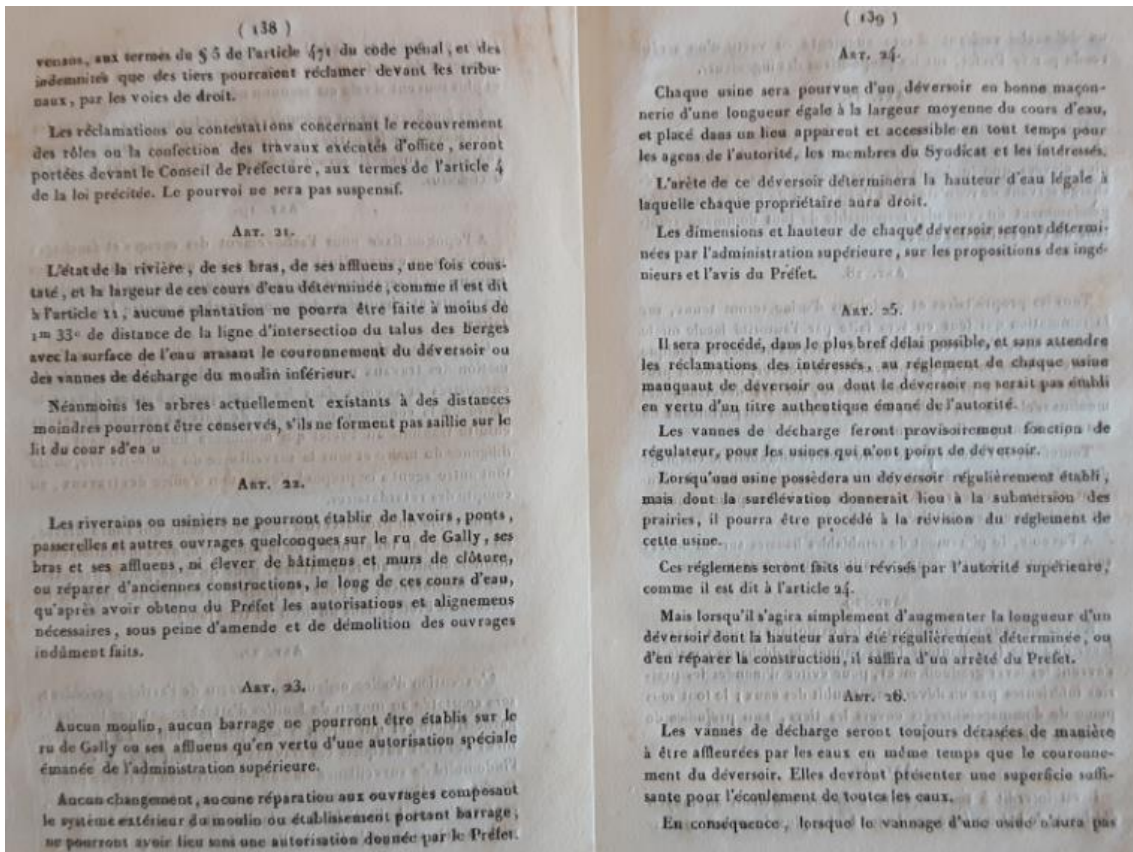 ( 138 )
venans, aux termes du § 5 de l'article 471 du code pénal, et des
indemnités que des tiers pourraient réclamer devant les tribu-
naux, par les voies de droit.
Les réclamations ou contestations concernant le recouvrement
des rôles ou la confection des travaux exécutés d'office, seront
portées devant le Conseil de Préfecture, aux termes de l'article 4
de la loi précitée. Le pourvoi ne sera pas suspensif.
ART. 21.
L'état de la rivière, de ses bras, de ses affluens, une fois cons-
taté, et la largeur de ces cours d'eau déterminée, comme il est dit
à l'article 11, aucune plantation ne pourra être faite à moins de
1m 33c de distance de la ligne d'intersection du talus des berges
avec la surface de l'eau arasant le couronnement du déversoir ou
des vannes de décharge du moulin inférieur.
Néanmoins les arbres actuellement existants à des distances
moindres pourront être conservés, s'ils ne forment pas saillie sur le
lit du cour sd'ea u
ART. 22.
Les riverains ou usiniers ne pourront établir de lavoirs, ponts,
passerelles et autres ouvrages quelconques sur le ru de Gally, ses
bras et ses affluens, ni élever de bâtimens et murs de clôture,
ou réparer d'anciennes constructions, le long de ces cours d'eau,
qu'après avoir obtenu du Préfet les autorisations et alignemens
nécessaires, sous peine d'amende et de démolition des ouvrages
indûment faits.
ART. 23.
Aucun moulin, aucun barrage ne pourront être établis sur le
ru de Gally ou ses affluens qu'en vertu d'une autorisation spéciale
émanée de l'administration supérieure.
Aucun changement, aucune réparation aux ouvrages composant
le système extérieur du moulin ou établissement portant barrage,
ne pourront avoir lieu sans une autorisation donnée par le Préfet.
( 139 )
ART. 24.
Chaque usine sera pourvue d'un déversoir en bonne maçon-
nerie d'une longueur égale à la largeur moyenne du cours d'eau,
et placé dans un lieu apparent et accessible en tout temps pour
les agens de l'autorité, les membres du Syndicat et les intéressés.
L'arète de ce déversoir déterminera la hauteur d'eau légale à
laquelle chaque propriétaire aura droit.
Les dimensions et hauteur de chaque déversoir seront détermi-
nées par l'administration supérieure, sur les propositions des ingé-
nieurs et l'avis du Préfet.
ART. 25.
Il sera procédé, dans le plus bref délai possible, et sans attendre
les réclamations des intéressés, au réglement de chaque usine
manquant de déversoir ou dont le déversoir ne serait pas établi
en vertu d'un titre authentique émané de l'autorité.
Les vannes de décharge feront provisoirement fonction de
régulateur, pour les usines qui n'ont point de déversoir.
Lorsqu'une usine possèdera un déversoir régulièrement établi,
mais dont la surélévation donnerait lieu à la submersion des
prairies, il pourra être procédé à la révision du réglement de
cette usine.
Ces réglemens seront faits ou révisés par l'autorité supérieure,
comme il est dit à l'article 24.
Mais lorsqu'il s'agira simplement d'augmenter la longueur d'un
déversoir dont la hauteur aura été régulièrement déterminée, ou
d'en réparer la construction, il suffira d'un arrêté du Préfet.
ART. 26.
Les vannes de décharge seront toujours dérasées de manière
à être affleurées par les eaux en même temps que le couronne-
ment du déversoir. Elles devront présenter une superficie suffi-
sante pour l'écoulement de toutes les eaux.
En conséquence, lorsque le vannage d'une usine n'aura pas